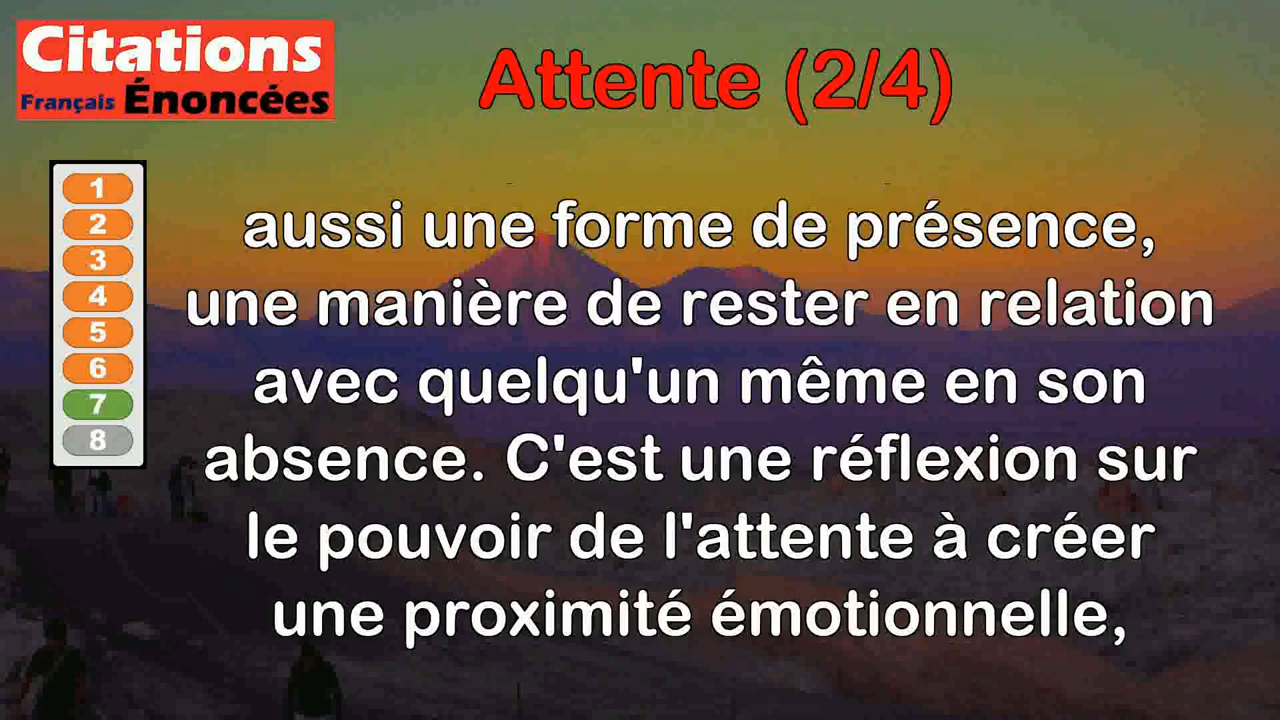 Citations
Français Énoncées
Attente (2/4)
1
2
3
4
5
6
7
8
aussi une forme de présence,
une manière de rester en relation
avec quelqu'un même en son
absence. C'est une réflexion sur
le pouvoir de l'attente à créer
une proximité émotionnelle,